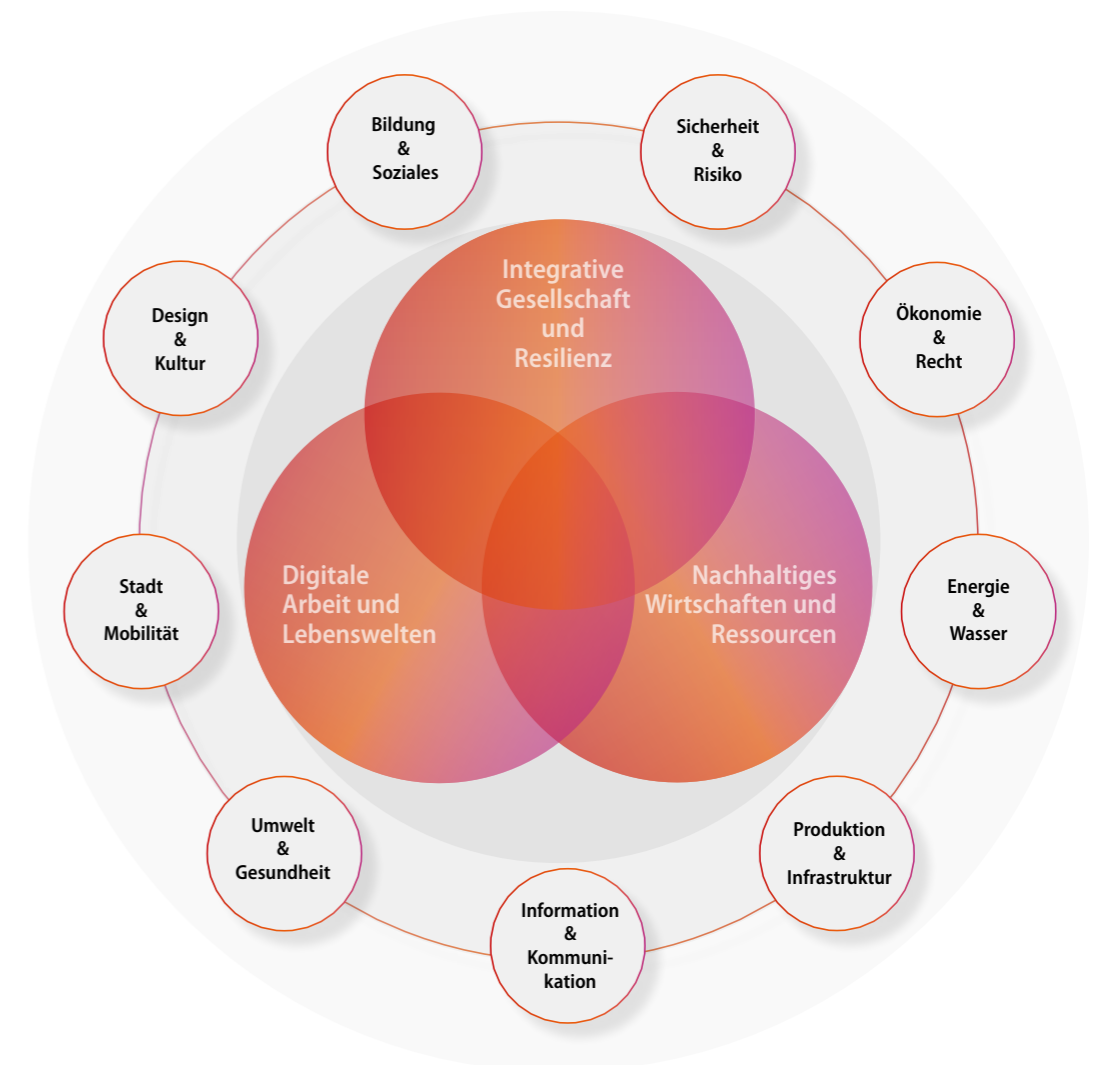 Bildung
&
Soziales
Sicherheit
&
Risiko
Design
&
Kultur
Integrative
Gesellschaft
und
Resilienz
Ökonomie
&
Recht
Stadt
&
Mobilität
Digitale
Arbeit und
Lebenswelten
Nachhaltiges
Wirtschaften und
Ressourcen
Energie
&
Wasser
Umwelt
&
Gesundheit
Information
&
Kommuni-
kation
Produktion
&
Infrastruktur